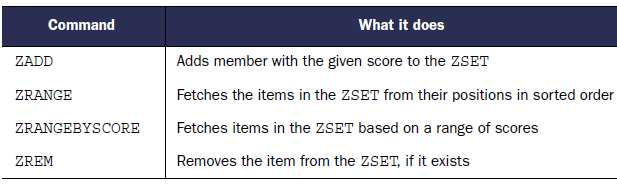 Command What it does
ZADD Adds member with the given score to the ZSET
ZRANGE Fetches the items in the ZSET from their positions in sorted order
ZRANGEBYSCORE Fetches items in the ZSET based on a range of scores
ZREM Removes the item from the ZSET, if it exists